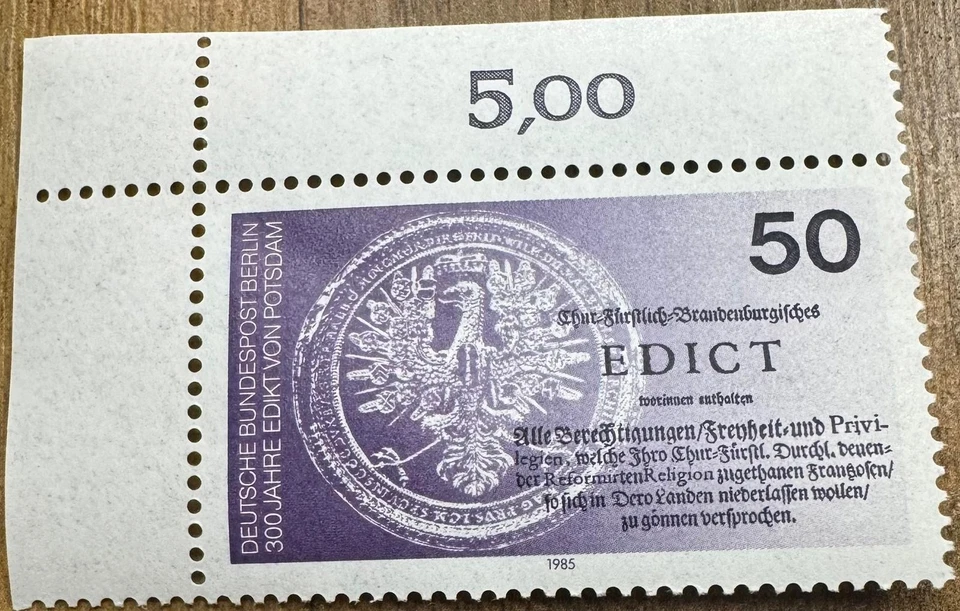 5,00
DEUTSCHE BUNDESPOST BERLIN
300 JAHRE EDIKT VON POTSDAM
50
Chur-Fürstlich-Brandenburgisches
EDICT
worinnen enthalten
Alle Berechtigungen/Freyheit-und Privi-
legien, welche Ihro Chur-Fürstl. Durchl. denen-
der Reformirten Religion zugethanen Franzosen/
so sich in Dero Landen niederlassen wollen/
zu gönnen versprochen.
1985